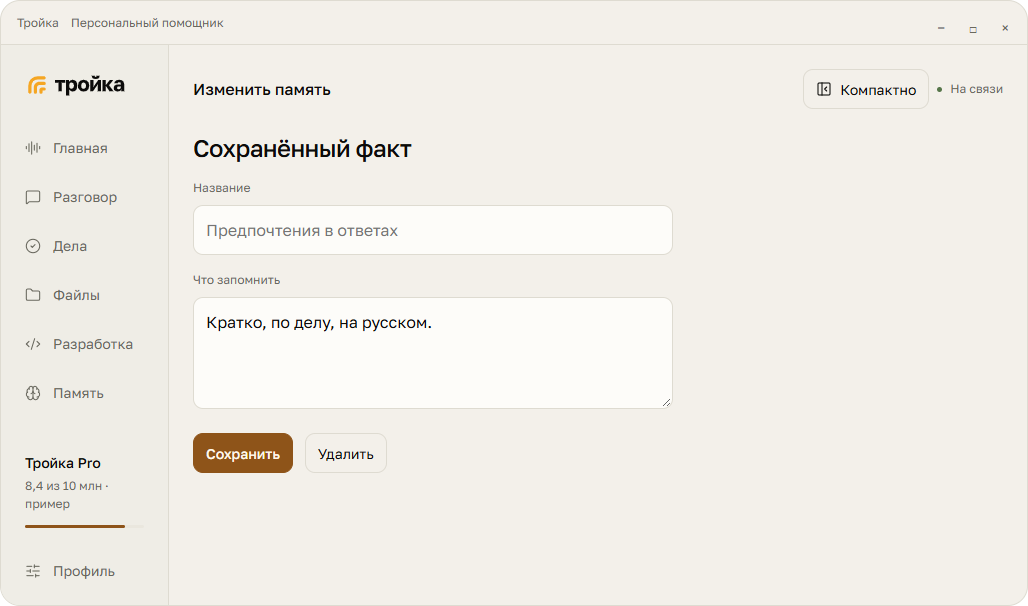 Тройка Персональный помощник
тройка
Изменить память
Компактно
На связи
Главная
Разговор
Дела
Файлы
Разработка
Память
Тройка Pro
8,4 из 10 млн ·
пример
Профиль
Сохранённый факт
Название
Предпочтения в ответах
Что запомнить
Кратко, по делу, на русском.
Сохранить
Удалить